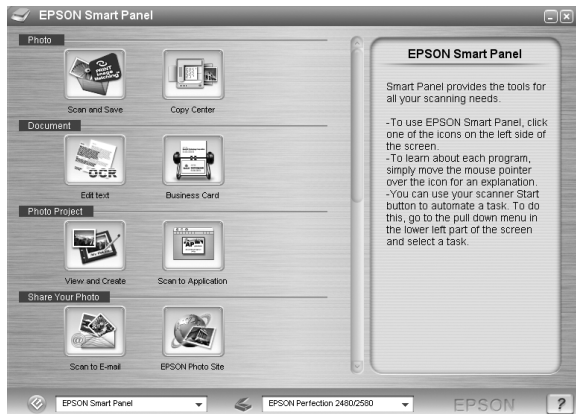 EPSON Smart Panel
Photo
Scan and Save
Copy Center
Document
Edit text
Business Card
Photo Project
View and Create
Scan to Application
Share Your Photo
Scan to E-mail
EPSON Photo Site
PRINT
Image
Matching
OCR
EPSON Smart Panel
Smart Panel provides the tools for
all your scanning needs.
-To use EPSON Smart Panel, click
one of the icons on the left side of
the screen.
-To learn about each program,
simply move the mouse pointer
over the icon for an explanation.
-You can use your scanner Start
button to automate a task. To do
this, go to the pull down menu in
the lower left part of the screen
and select a task.
EPSON Smart Panel
EPSON Perfection 2480/2580
EPSON
?